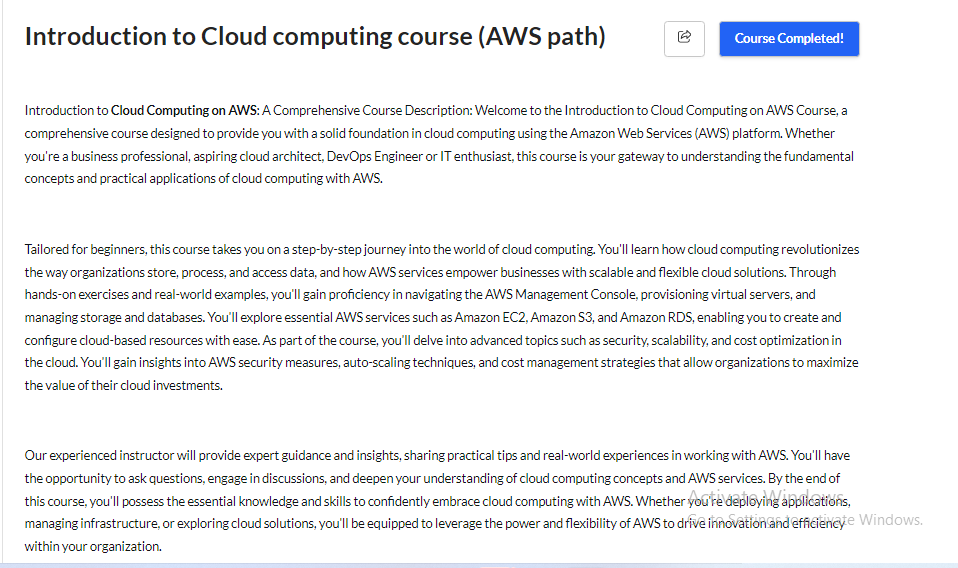 Introduction to Cloud computing course (AWS path)
Course Completed!
Introduction to Cloud Computing on AWS: A Comprehensive Course Description: Welcome to the Introduction to Cloud Computing on AWS Course, a
comprehensive course designed to provide you with a solid foundation in cloud computing using the Amazon Web Services (AWS) platform. Whether
you're a business professional, aspiring cloud architect, DevOps Engineer or IT enthusiast, this course is your gateway to understanding the fundamental
concepts and practical applications of cloud computing with AWS.
Tailored for beginners, this course takes you on a step-by-step journey into the world of cloud computing. You'll learn how cloud computing revolutionizes
the way organizations store, process, and access data, and how AWS services empower businesses with scalable and flexible cloud solutions. Through
hands-on exercises and real-world examples, you'll gain proficiency in navigating the AWS Management Console, provisioning virtual servers, and
managing storage and databases. You'll explore essential AWS services such as Amazon EC2, Amazon S3, and Amazon RDS, enabling you to create and
configure cloud-based resources with ease. As part of the course, you'll delve into advanced topics such as security, scalability, and cost optimization in
the cloud. You'll gain insights into AWS security measures, auto-scaling techniques, and cost management strategies that allow organizations to maximize
the value of their cloud investments.
Our experienced instructor will provide expert guidance and insights, sharing practical tips and real-world experiences in working with AWS. You'll have
the opportunity to ask questions, engage in discussions, and deepen your understanding of cloud computing concepts and AWS services. By the end of
this course, you'll possess the essential knowledge and skills to confidently embrace cloud computing with AWS. Whether you're deploying applications,
managing infrastructure, or exploring cloud solutions, you'll be equipped to leverage the power and flexibility of AWS to drive innovation and efficiency
within your organization.
Activate Windows
Go to Settings to activate Windows.